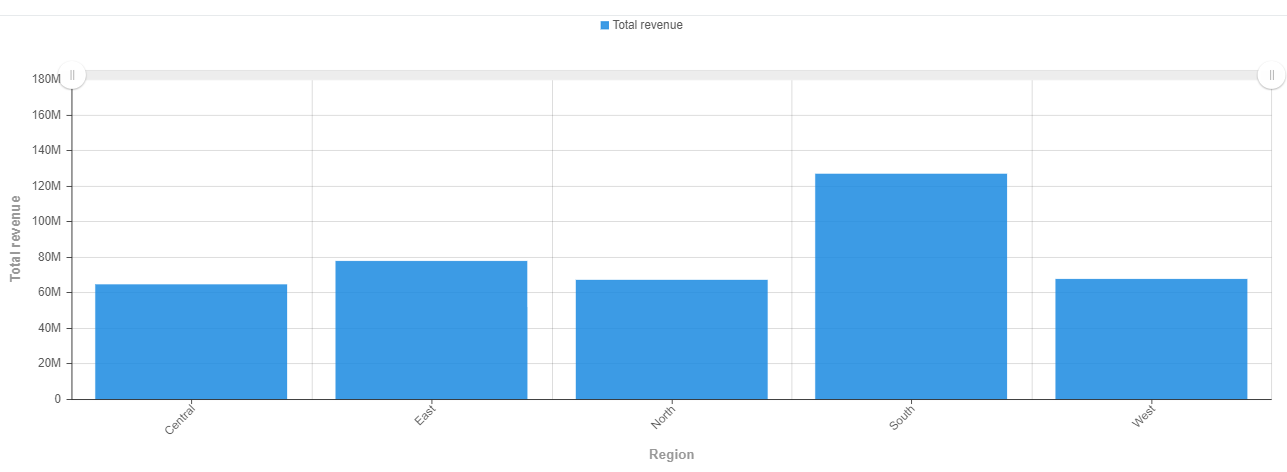 Total revenue
180M
160M
140M
120M
100M
80M
60M
40M
20M
0
Total revenue
Central
East
North
South
West
Region